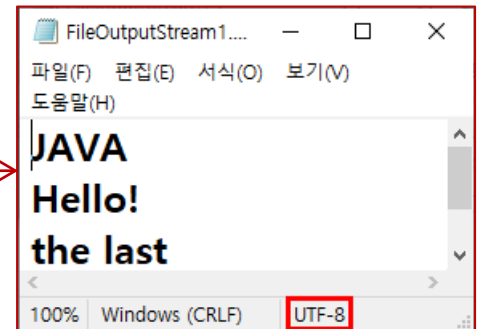 FileOutputStream1....
파일(F) 편집(E) 서식(O) 보기(V)
도움말(H)
JAVA
Hello!
the last
100% Windows (CRLF) UTF-8